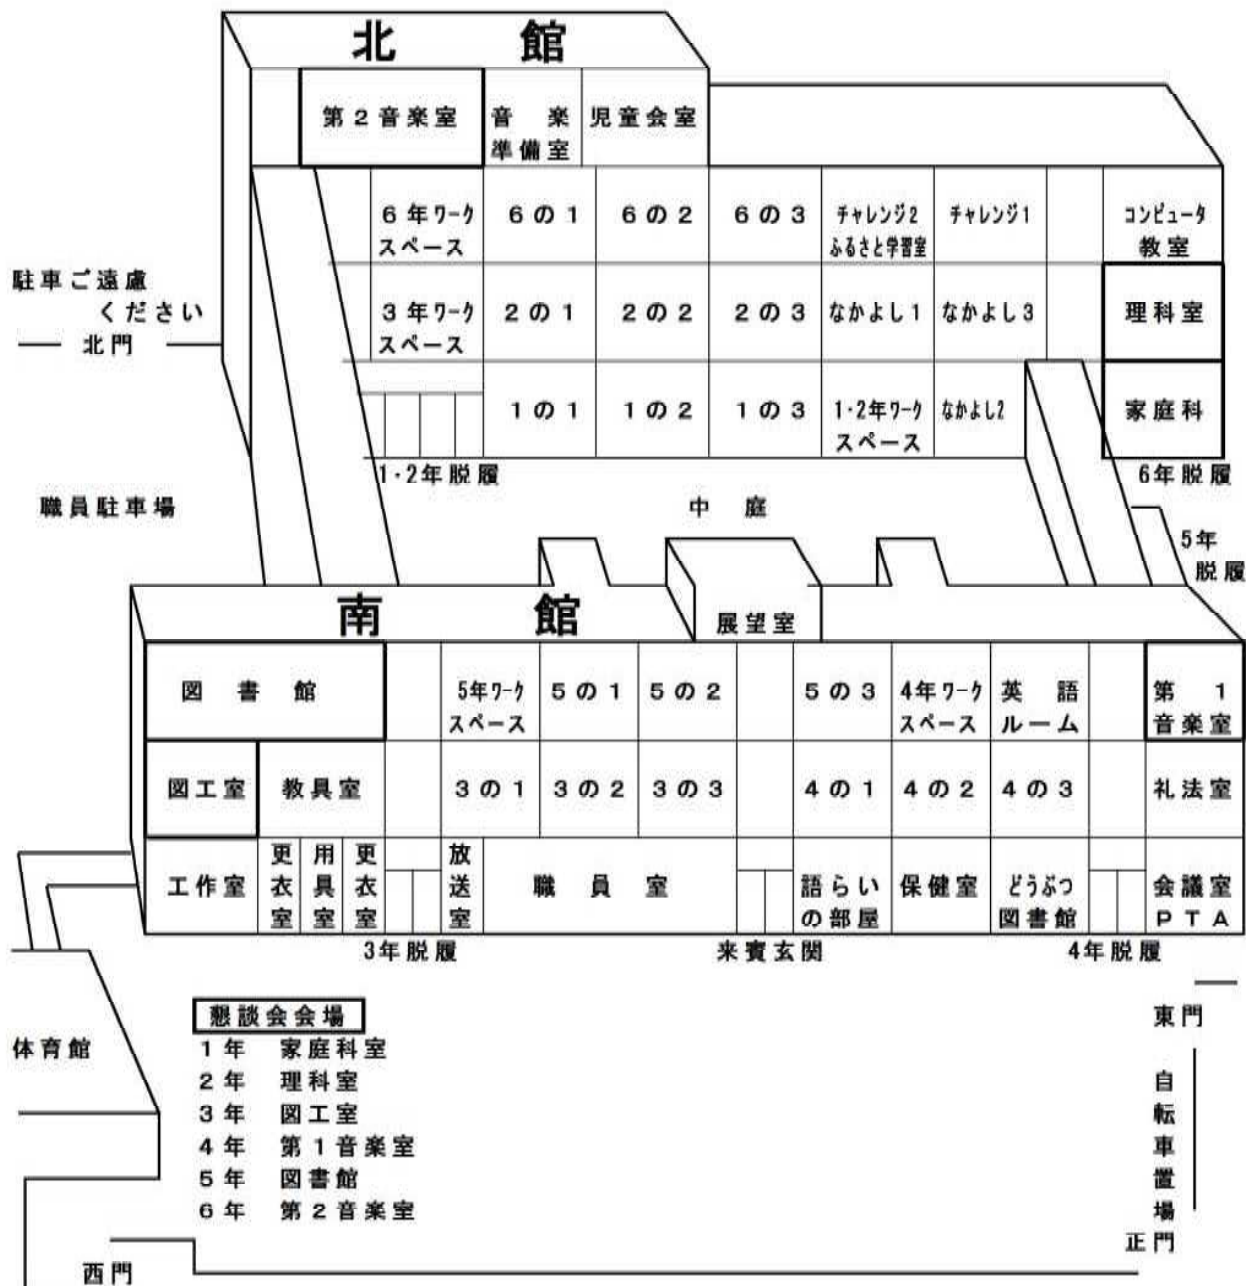 北 館
第2音楽室 音楽準備室 児童会室
6年ワークスペース 6の1 6の2 6の3 チャレンジ2ふるさと学習室 チャレンジ1 コンピュータ教室
駐車ご遠慮
ください
北門
3年ワークスペース 2の1 2の2 2の3 なかよし1 なかよし3 理科室
1の1 1の2 1の3 1・2年ワークスペース なかよし2 家庭科
1・2年脱履 6年脱履
職員駐車場 中庭
5年
脱履
南 館
展望室
図書館 5年ワークスペース 5の1 5の2 5の3 4年ワークスペース 英語ルーム 第1音楽室
図工室 教具室 3の1 3の2 3の3 4の1 4の2 4の3 礼法室
工作室 更衣室 用具室 更衣室 放送室 職員室 語らいの部屋 保健室 どうぶつ図書館 会議室PTA
3年脱履 来賓玄関 4年脱履
懇談会会場
1年 家庭科室
2年 理科室
3年 図工室
4年 第1音楽室
5年 図書館
6年 第2音楽室
体育館
東門
自転車置場
正門
西門